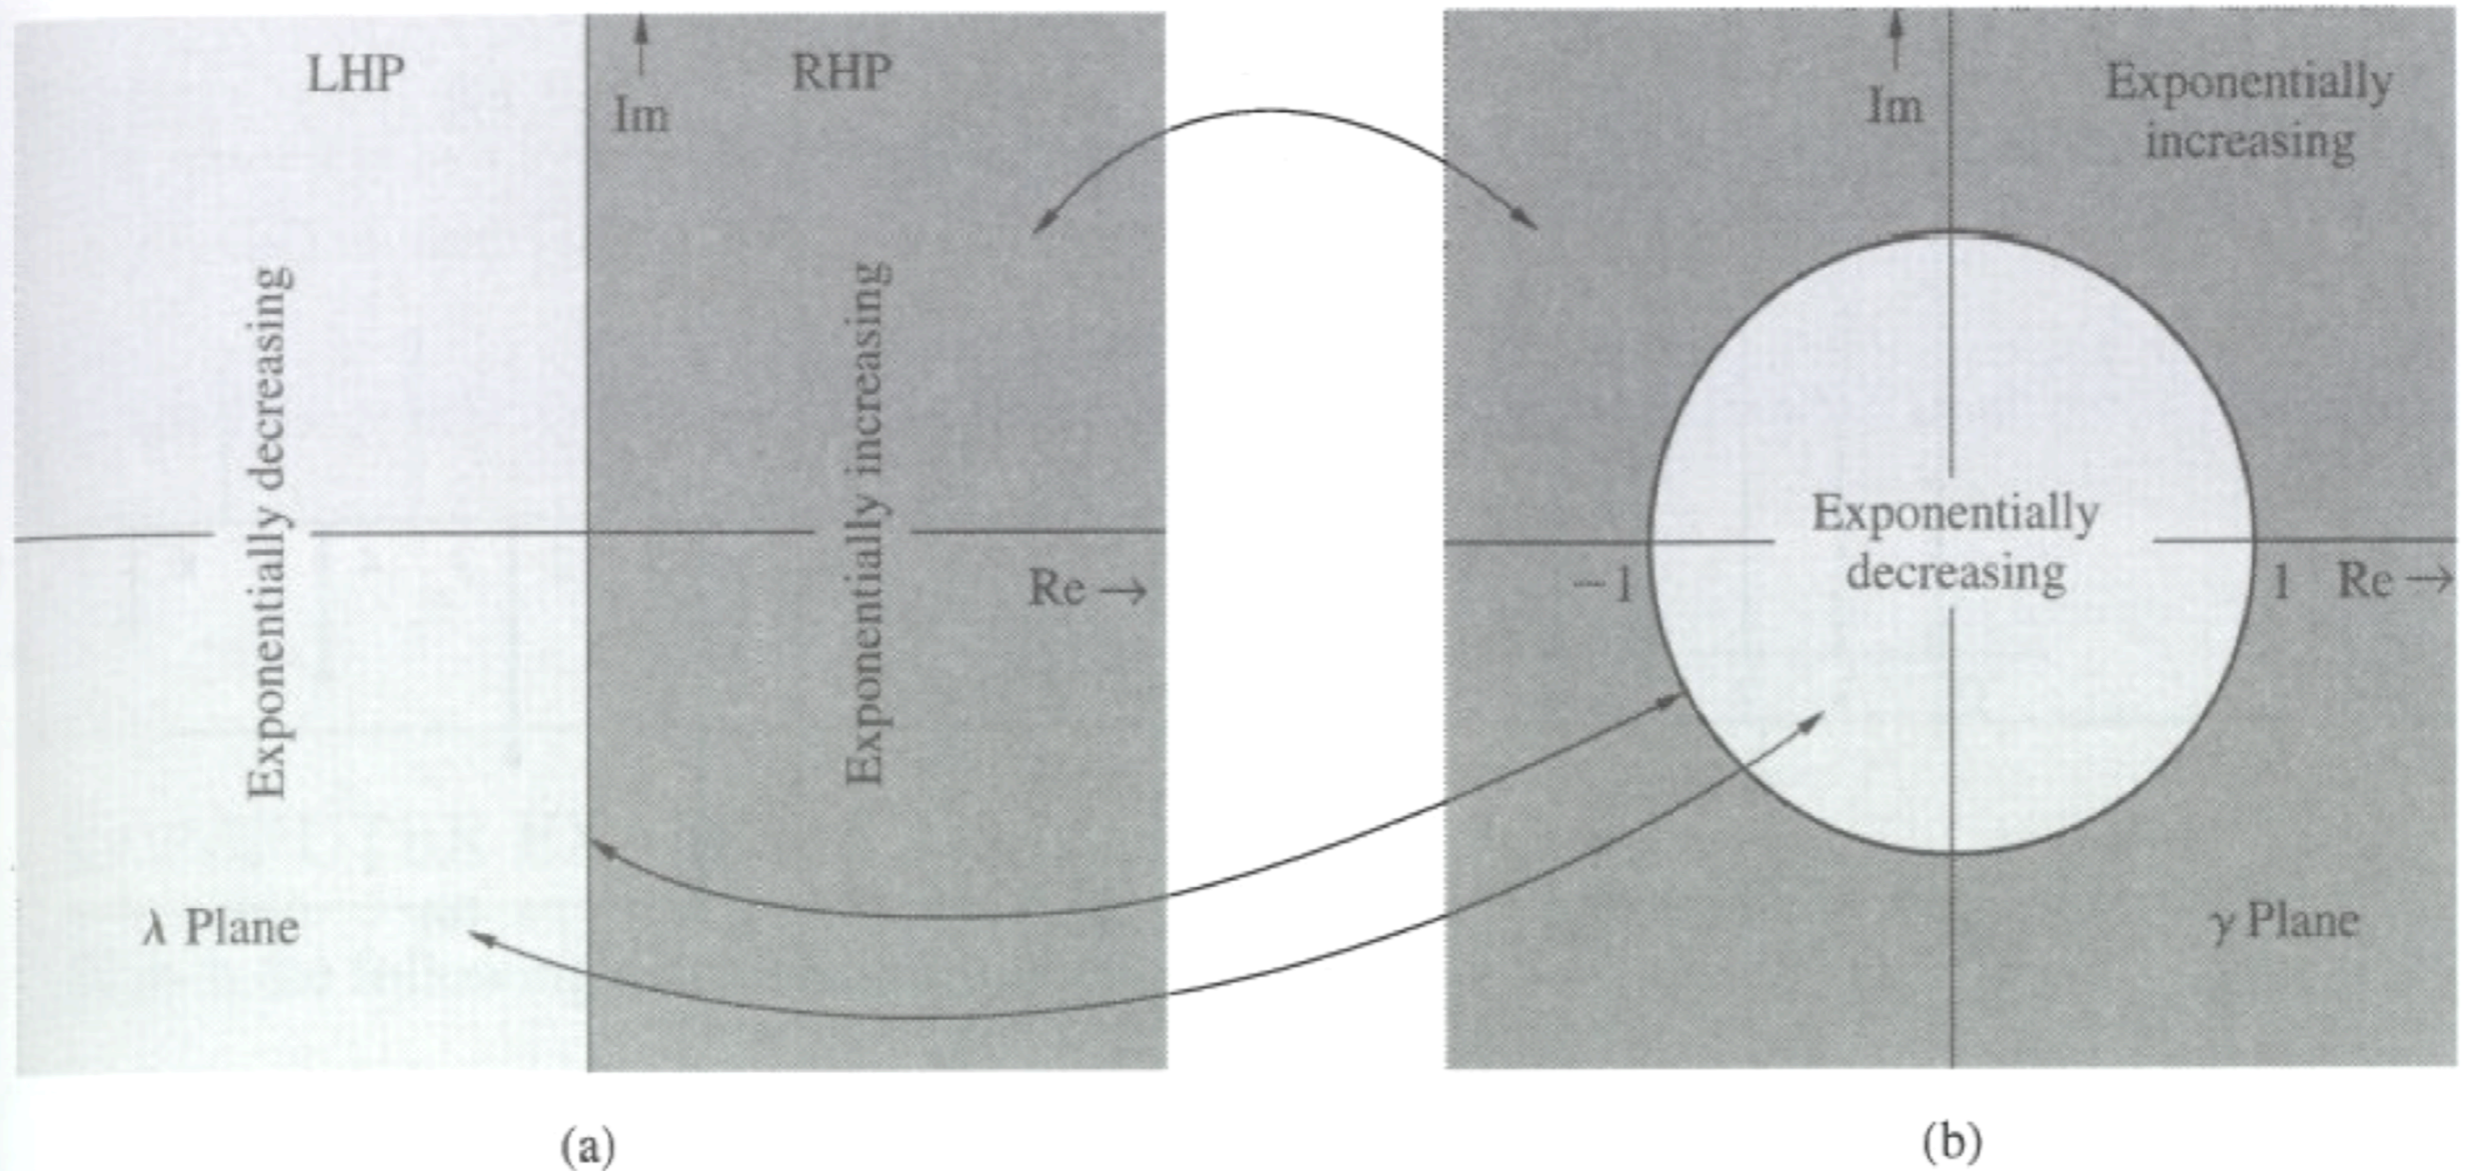 LHP
RHP
Im
Exponentially decreasing
Exponentially increasing
Re →
λ Plane
(a)
Im
Exponentially
increasing
Exponentially
decreasing
−1
1
Re →
γ Plane
(b)